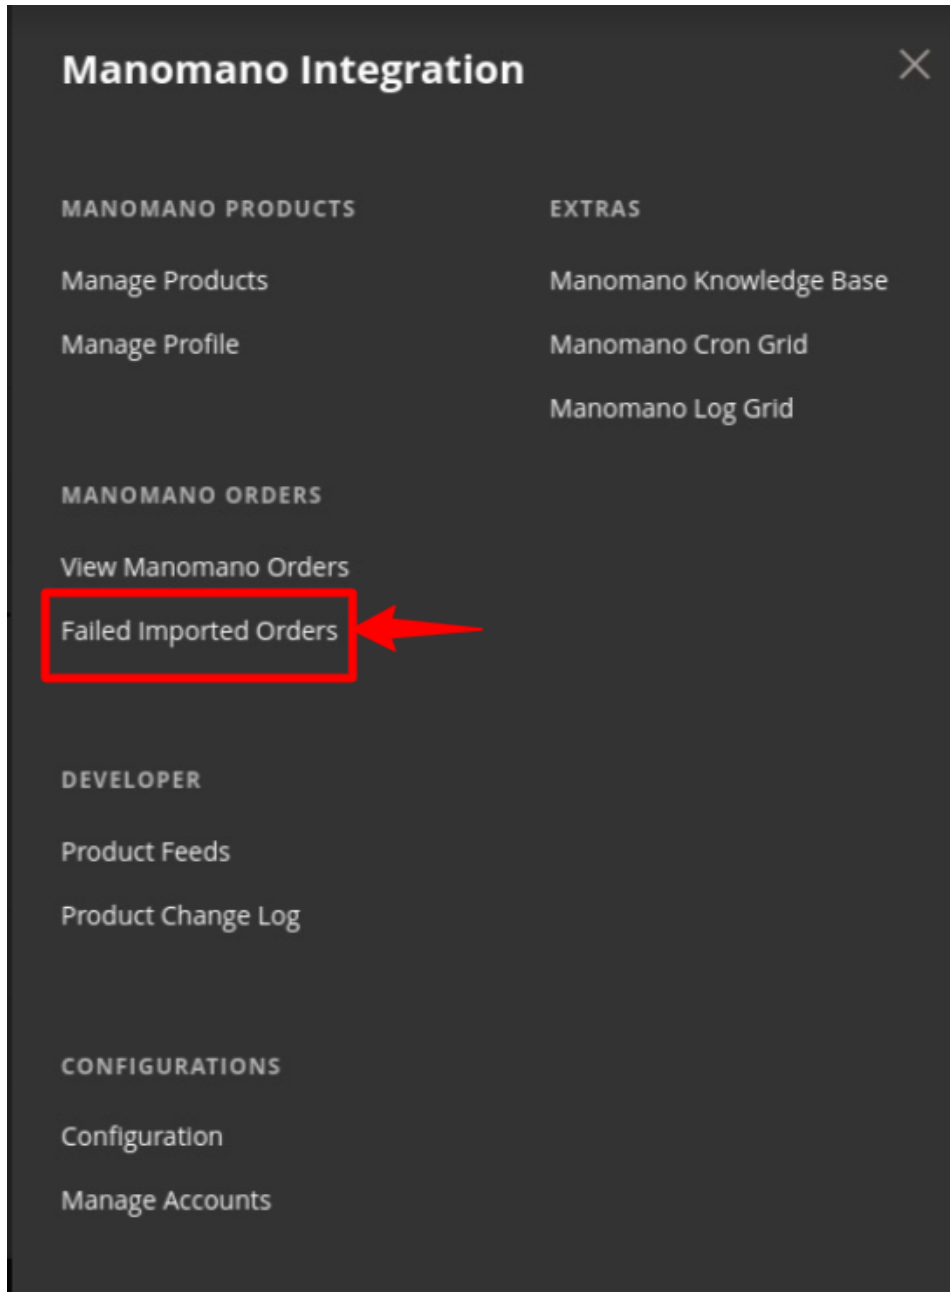 Manomano Integration
MANOMANO PRODUCTS
Manage Products
Manage Profile
EXTRAS
Manomano Knowledge Base
Manomano Cron Grid
Manomano Log Grid
MANOMANO ORDERS
View Manomano Orders
Failed Imported Orders
DEVELOPER
Product Feeds
Product Change Log
CONFIGURATIONS
Configuration
Manage Accounts